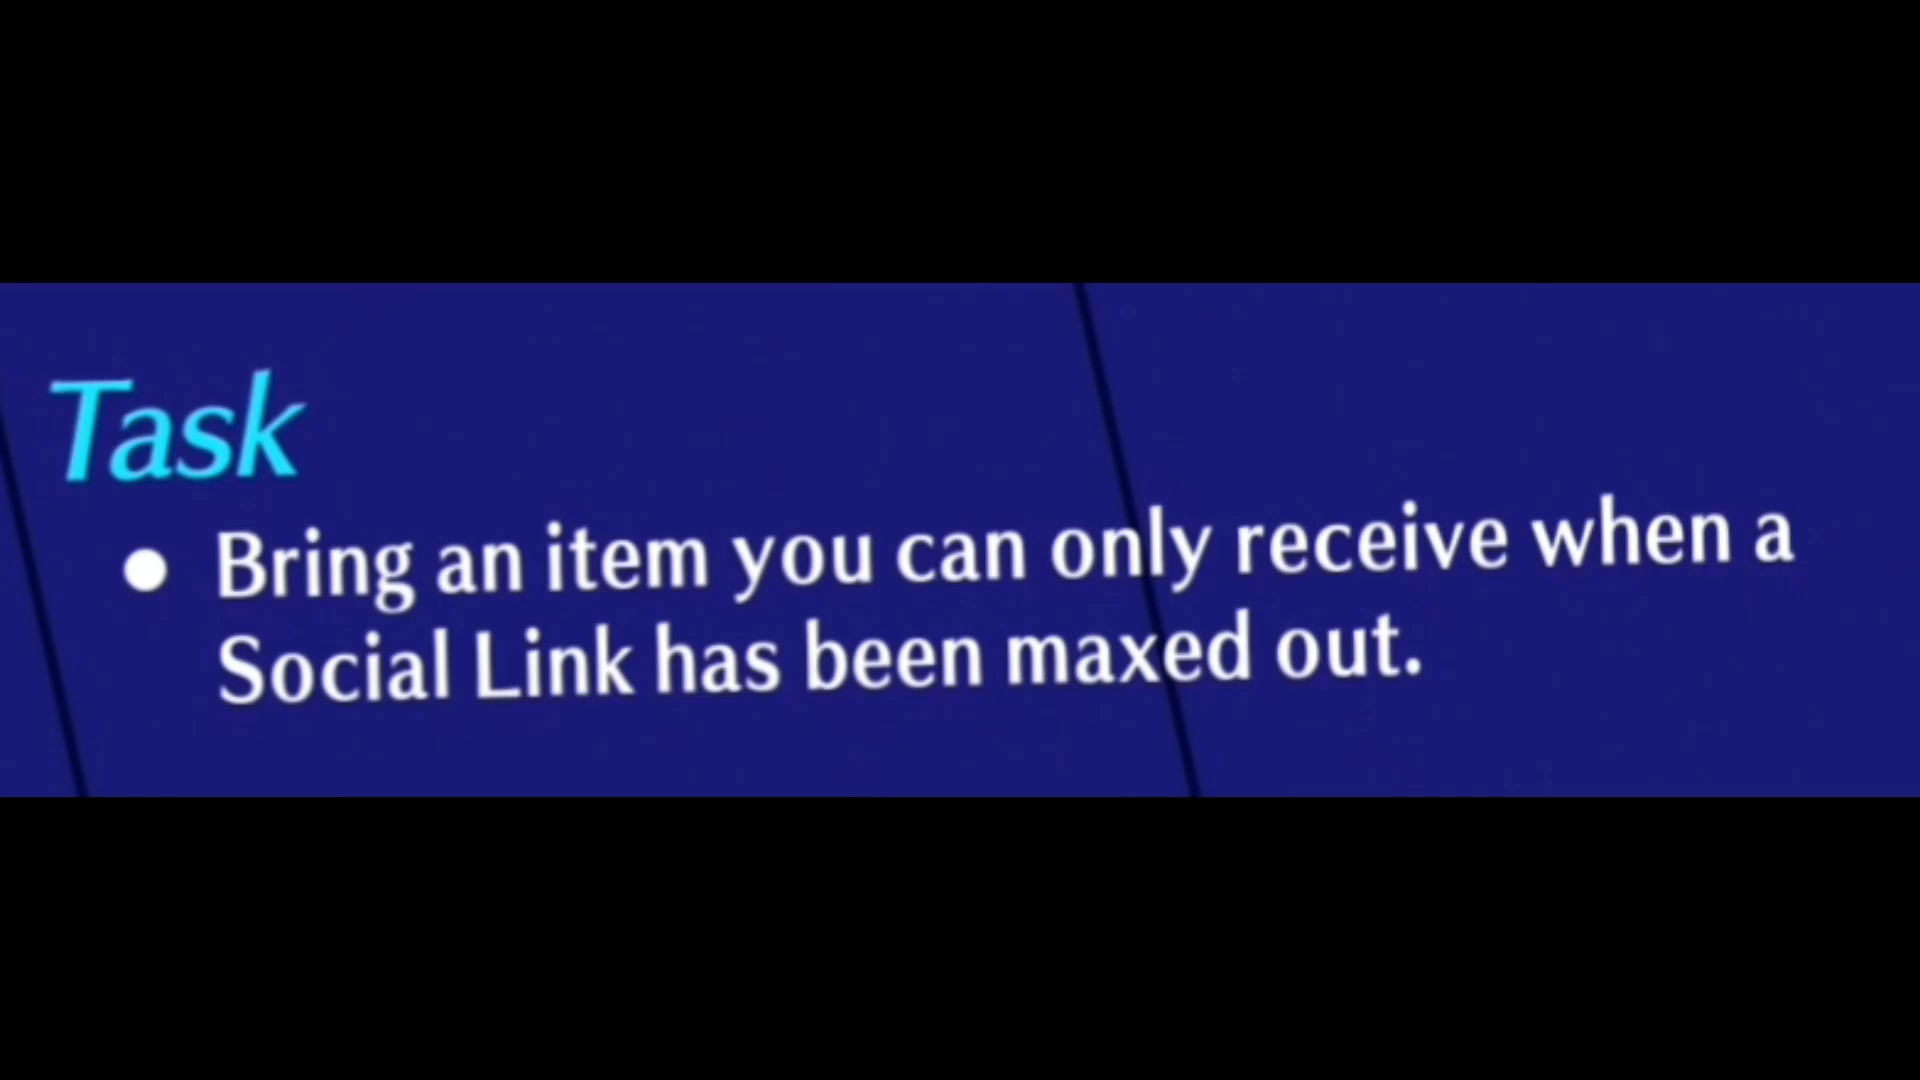 Task
● Bring an item you can only receive when a
Social Link has been maxed out.